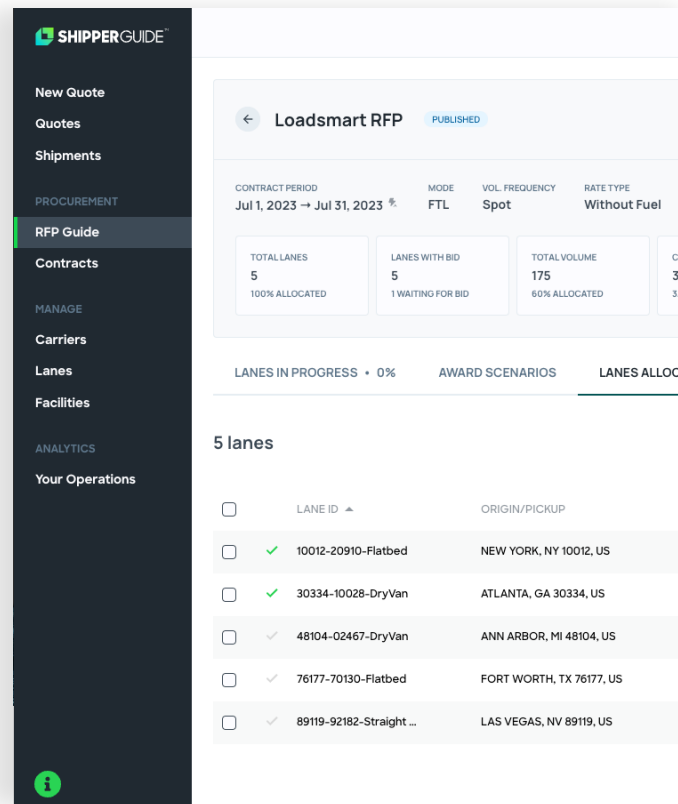 SHIPPERGUIDE™
New Quote
Quotes
Shipments
PROCUREMENT
RFP Guide
Contracts
MANAGE
Carriers
Lanes
Facilities
ANALYTICS
Your Operations
Loadsmart RFP PUBLISHED
CONTRACT PERIOD MODE VOL. FREQUENCY RATE TYPE
Jul 1, 2023 → Jul 31, 2023 FTL Spot Without Fuel
TOTAL LANES LANES WITH BID TOTAL VOLUME C
5 5 175 3
100% ALLOCATED 1 WAITING FOR BID 60% ALLOCATED 3
LANES IN PROGRESS • 0% AWARD SCENARIOS LANES ALLOC
5 lanes
LANE ID ORIGIN/PICKUP
10012-20910-Flatbed NEW YORK, NY 10012, US
30334-10028-DryVan ATLANTA, GA 30334, US
48104-02467-DryVan ANN ARBOR, MI 48104, US
76177-70130-Flatbed FORT WORTH, TX 76177, US
89119-92182-Straight ... LAS VEGAS, NV 89119, US